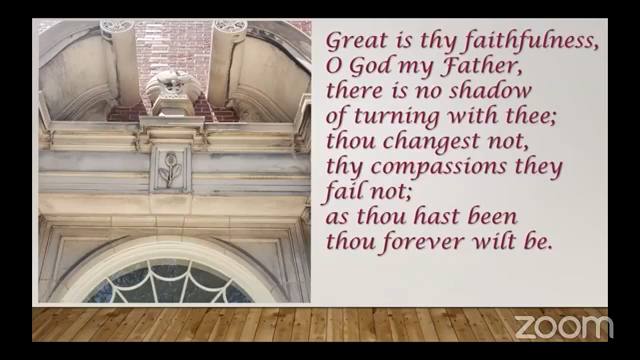 Great is thy faithfulness,
O God my Father,
there is no shadow
of turning with thee;
thou changest not,
thy compassions they
fail not;
as thou hast been
thou forever wilt be.
zoom